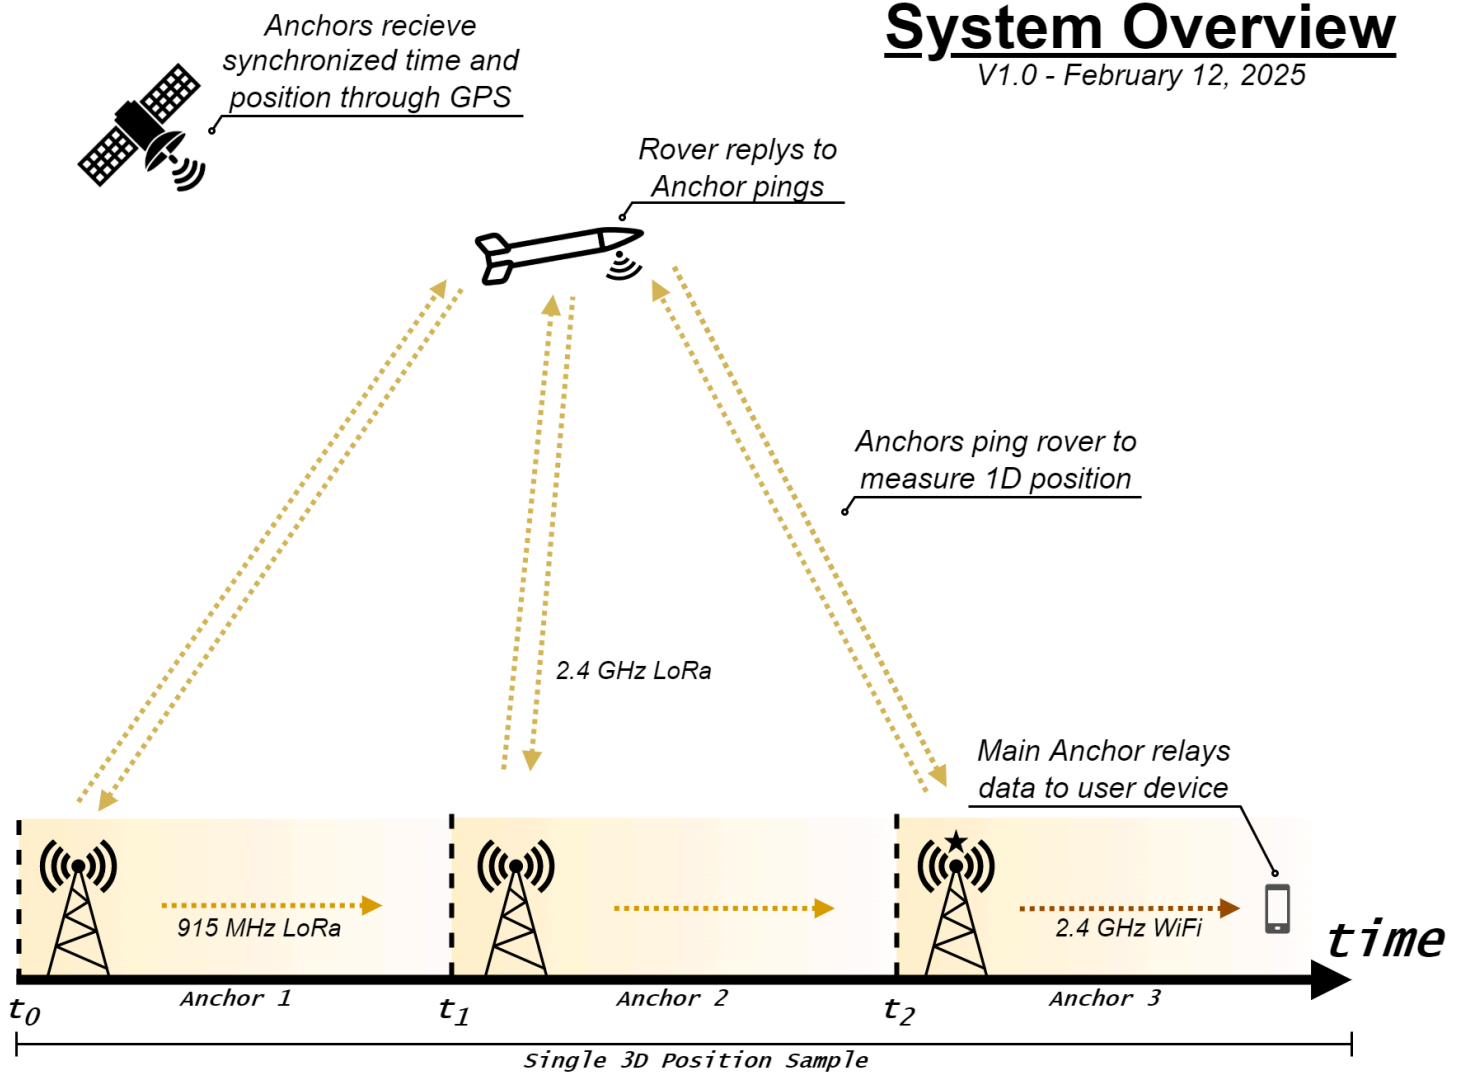 System Overview
V1.0 - February 12, 2025
Anchors recieve
synchronized time and
position through GPS
Rover replys to
Anchor pings
Anchors ping rover to
measure 1D position
2.4 GHz LoRa
Main Anchor relays
data to user device
915 MHz LoRa
2.4 GHz WiFi
time
t0
Anchor 1
t1
Anchor 2
t2
Anchor 3
Single 3D Position Sample